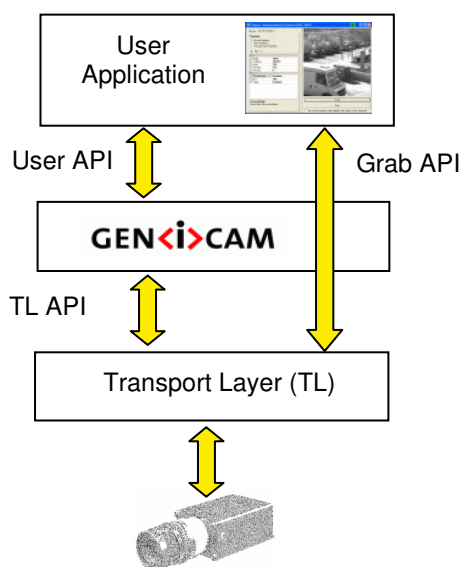 User
Application
User API
Grab API
GEN<i>CAM
TL API
Transport Layer (TL)